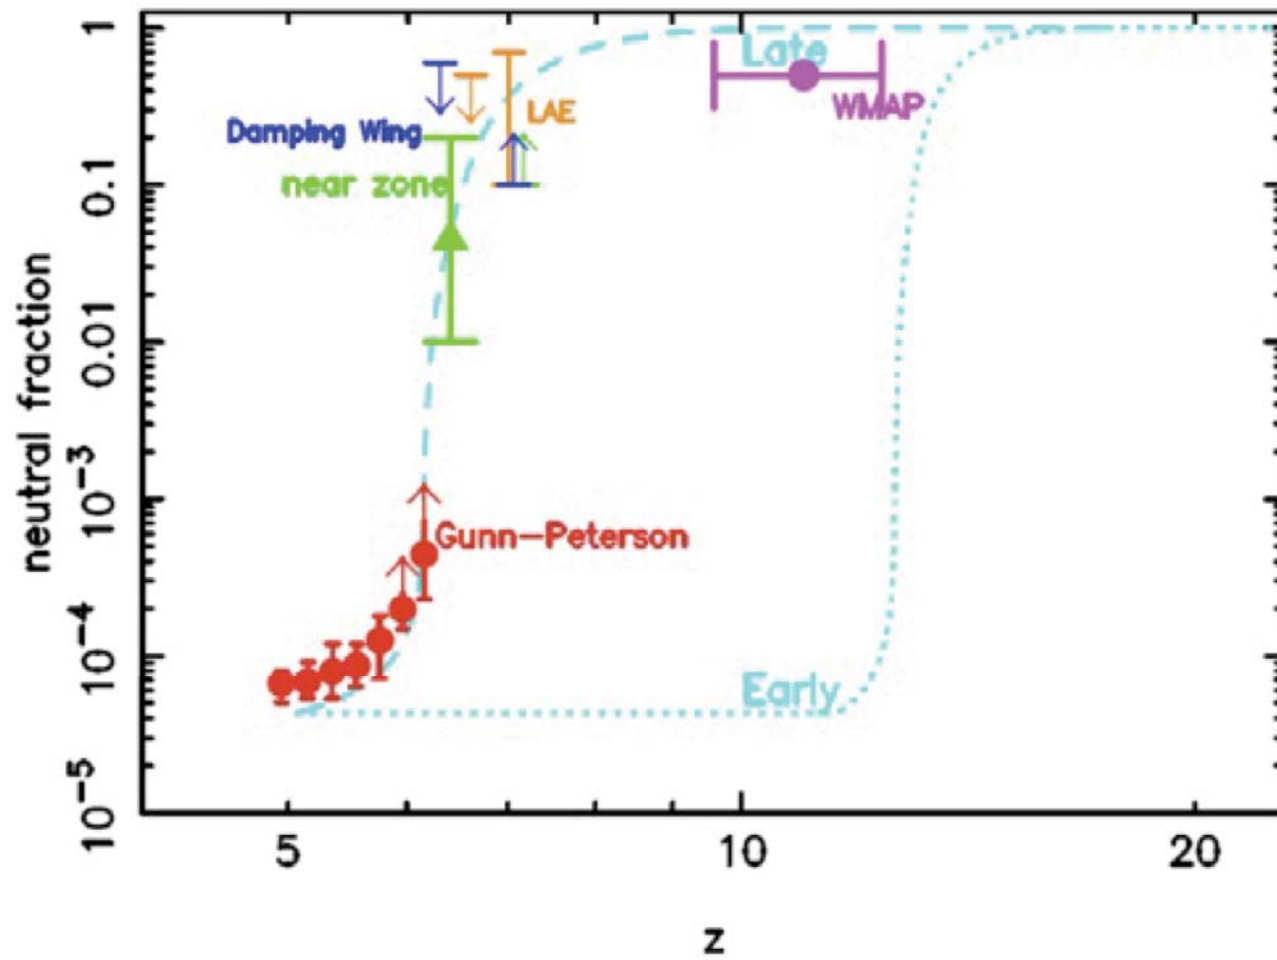 1
Late
WMAP
LAE
Damping Wing
0.1
near zone
0.01
neutral fraction
10−3
Gunn−Peterson
10−4
Early
10−5
5
10
20
z